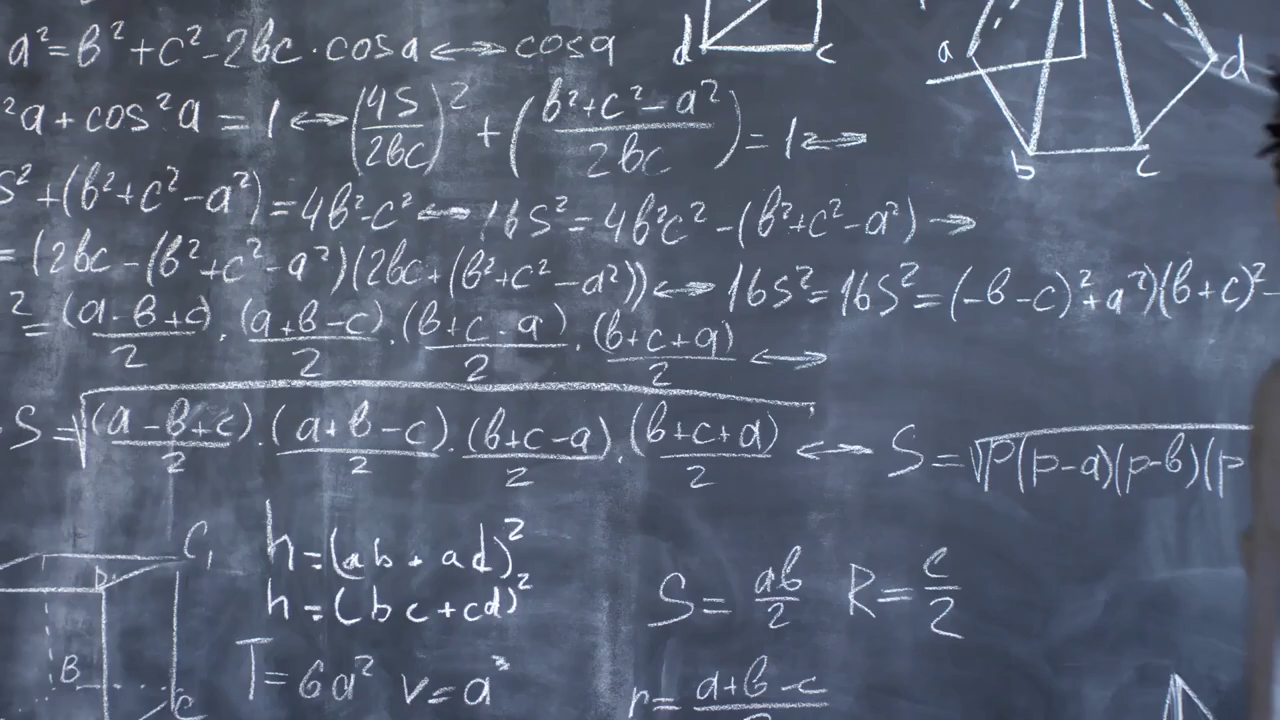 a²=b²+c²-2bc·cosa⟷cosa
²a+cos²a=1⟷(4S/2bc)²+(b²+c²-a²/2bc)=1⟷
S²+(b²+c²-a²)=4b²-c²⟷16S²=4b²c²-(b²+c²-a²)→
=(2bc-(b²+c²-a²)(2bc+(b²+c²-a²))⟷16S²=16S²=(-b-c)²+a²)(b+c)²-
²=(a-b+c)/2·(a+b-c)/2·(b+c-a)/2·(b+c+a)/2⟷
S=√(a-b+c)/2·(a+b-c)/2·(b+c-a)/2·(b+c+a)/2⟷S=√p(p-a)(p-b)(p
d c
a d
b c
C₁
B
C
h=(ab+ad)²
h=(bc+cd)²
T=6a² v=a³
S=ab/2 R=c/2
r=a+b-c/2